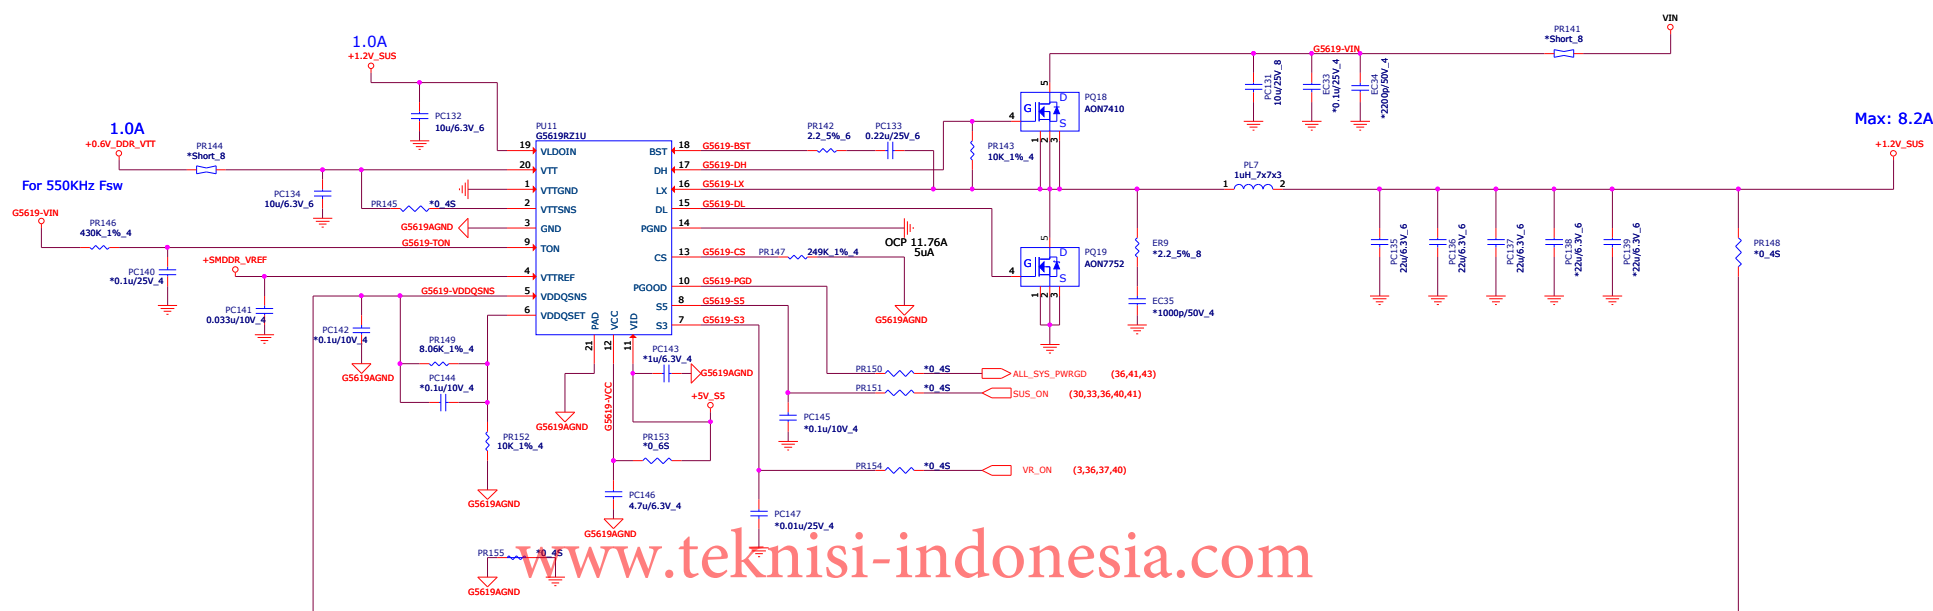 VIN
1.0A
+1.2V_SUS
PR141
*Short_8
G5619-VIN
PC131
10u/25V_8
EC33
*0.1u/25V_4
EC34
*2200p/50V_4
PC132
10u/6.3V_6
1.0A
+0.6V_DDR_VTT
PR144
*Short_8
For 550KHz Fsw
PC134
10u/6.3V_6
PR145
*0_4S
G5619AGND
G5619-VIN
PR146
430K_1%_4
G5619-TON
PC140
*0.1u/25V_4
+SMDDR_VREF
PC141
0.033u/10V_4
G5619-VDDQSNS
PC142
*0.1u/10V_4
G5619AGND
PR149
8.06K_1%_4
PC144
*0.1u/10V_4
PR152
10K_1%_4
G5619AGND
PU11
G5619RZ1U
19 VLDOIN
20 VTT
1 VTTGND
2 VTTSNS
3 GND
9 TON
4 VTTREF
5 VDDQSNS
6 VDDQSET
BST 18 G5619-BST
DH 17 G5619-DH
LX 16 G5619-LX
DL 15 G5619-DL
PGND 14
CS 13 G5619-CS
PGOOD 10 G5619-PGD
S5 8 G5619-S5
S3 7 G5619-S3
PAD VCC VID
21 12 11
G5619AGND
G5619-VCC
PC143
*1u/6.3V_4
G5619AGND
+5V_S5
PR153
*0_6S
PC146
4.7u/6.3V_4
G5619AGND
PR155 *0_4S
G5619AGND
PR142
2.2_5%_6
PC133
0.22u/25V_6
PR143
10K_1%_4
OCP 11.76A
5uA
PR147 249K_1%_4
G5619AGND
4
5
G D
S
1 2 3
PQ18
AON7410
4
5
G D
S
1 2 3
PQ19
AON7752
ER9
*2.2_5%_8
EC35
*1000p/50V_4
PL7
1uH_7x7x3
1 2
Max: 8.2A
+1.2V_SUS
PC135
22u/6.3V_6
PC136
22u/6.3V_6
PC137
22u/6.3V_6
PC138
*22u/6.3V_6
PC139
*22u/6.3V_6
PR148
*0_4S
PR150 *0_4S ALL_SYS_PWRGD (36,41,43)
PR151 *0_4S SUS_ON (30,33,36,40,41)
PC145
*0.1u/10V_4
PR154 *0_4S VR_ON (3,36,37,40)
PC147
*0.01u/25V_4
www.teknisi-indonesia.com